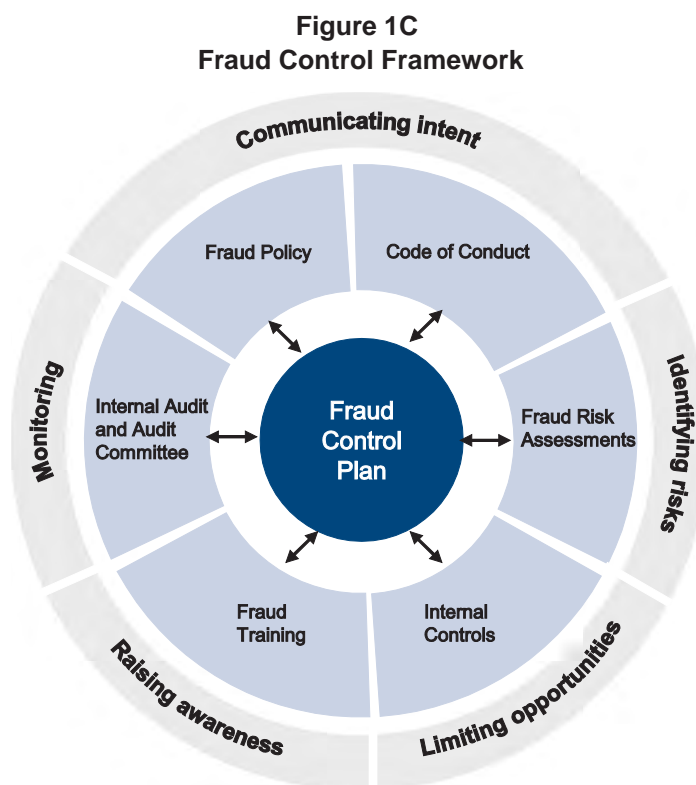 Figure 1C
Fraud Control Framework
Communicating intent
Fraud Policy
Code of Conduct
Monitoring
Internal Audit
and Audit
Committee
Fraud
Control
Plan
Fraud Risk
Assessments
Identifying risks
Fraud
Training
Internal
Controls
Raising awareness
Limiting opportunities